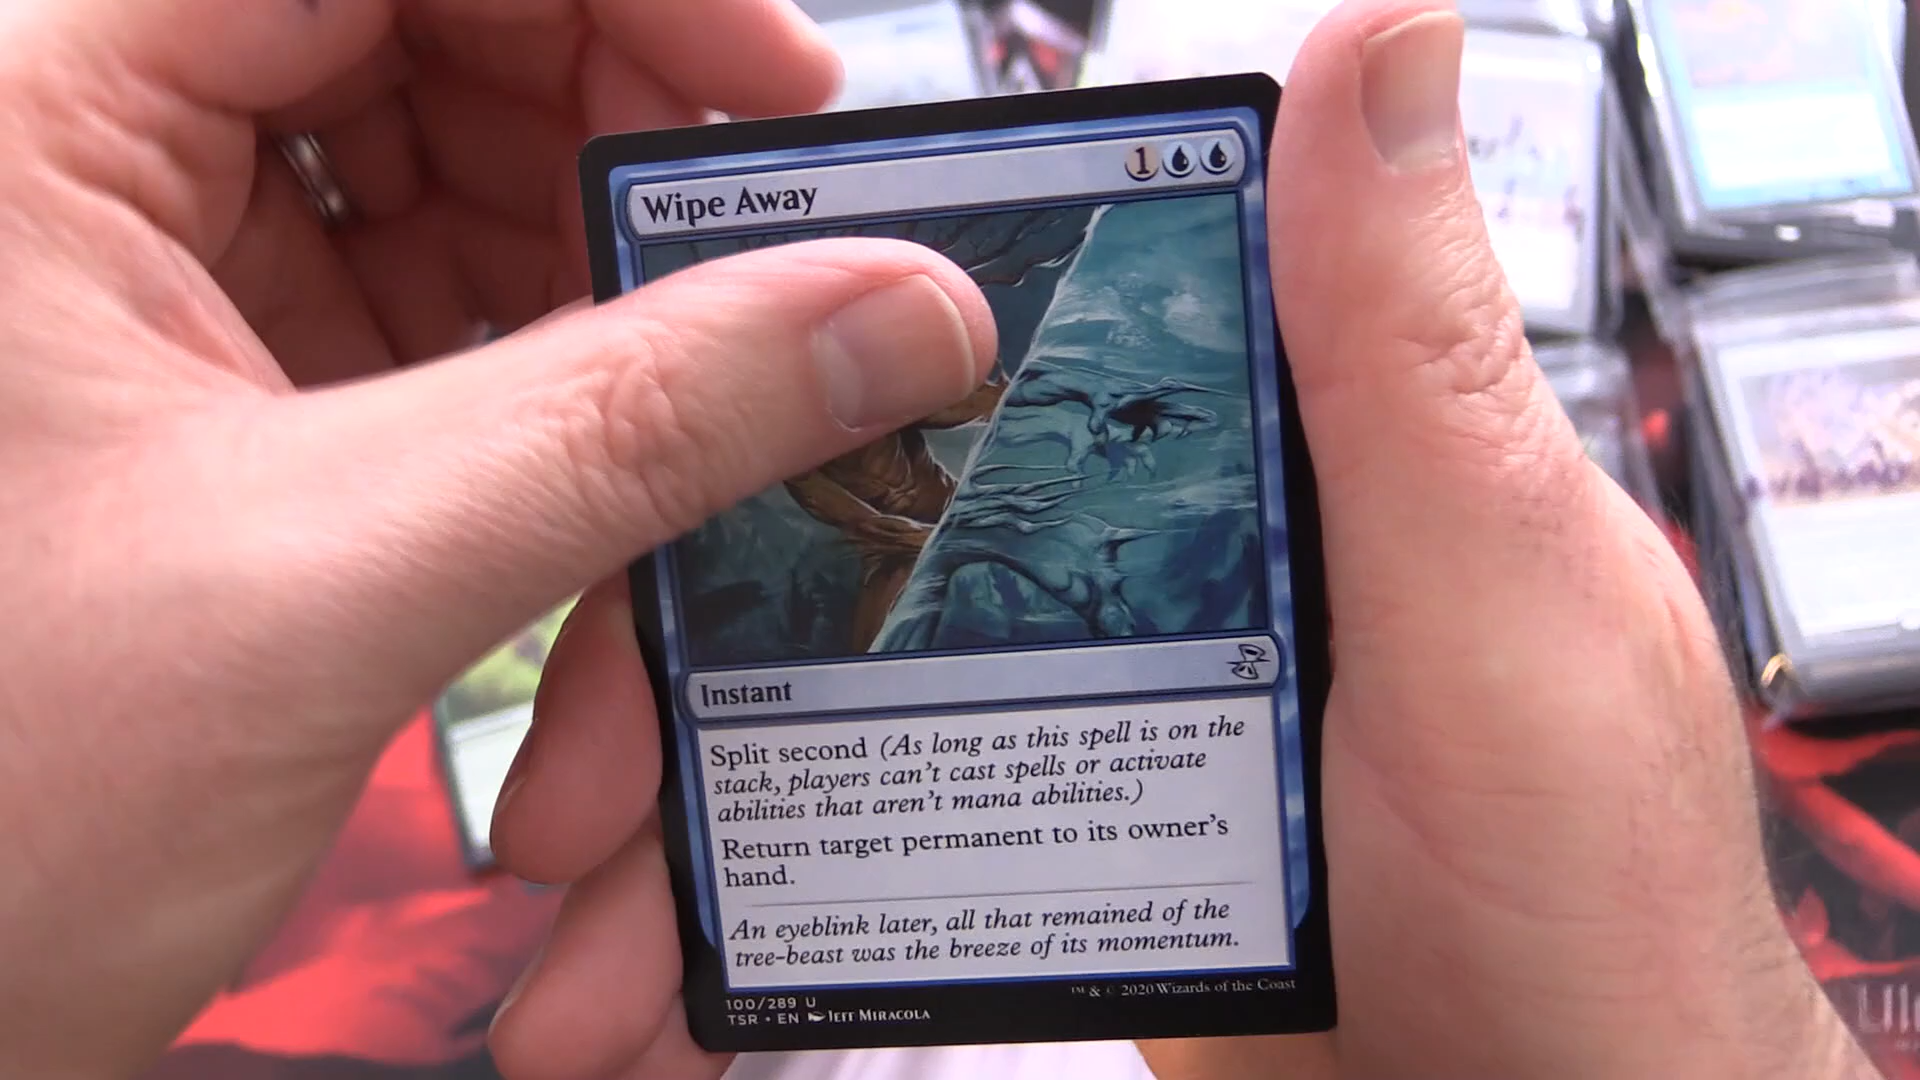 Wipe Away
1
Instant
Split second (As long as this spell is on the
stack, players can't cast spells or activate
abilities that aren't mana abilities.)
Return target permanent to its owner's
hand.
An eyeblink later, all that remained of the
tree-beast was the breeze of its momentum.
100/289 U
TSR • EN Jeff Miracola
™ & © 2020 Wizards of the Coast